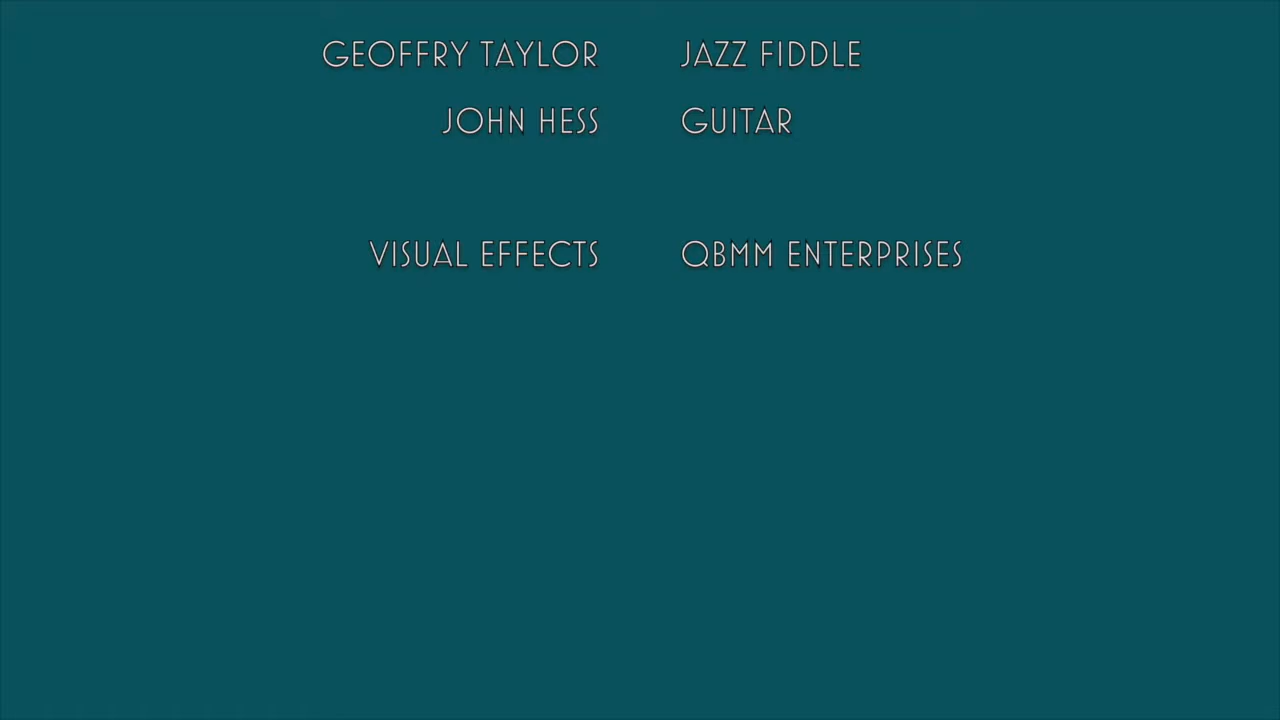 GEOFFRY TAYLOR JAZZ FIDDLE
JOHN HESS GUITAR
VISUAL EFFECTS QBMM ENTERPRISES